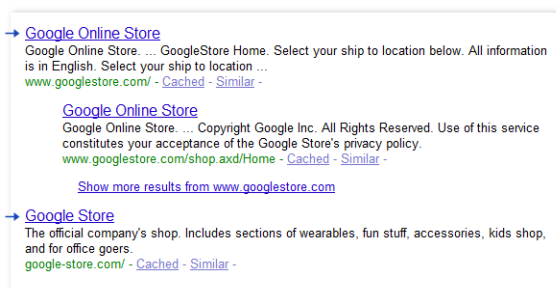 Google Online Store
Google Online Store. ... GoogleStore Home. Select your ship to location below. All information
is in English. Select your ship to location ...
www.googlestore.com/ - Cached - Similar -
Google Online Store
Google Online Store. ... Copyright Google Inc. All Rights Reserved. Use of this service
constitutes your acceptance of the Google Store's privacy policy.
www.googlestore.com/shop.axd/Home - Cached - Similar -
Show more results from www.googlestore.com
Google Store
The official company's shop. Includes sections of wearables, fun stuff, accessories, kids shop,
and for office goers.
google-store.com/ - Cached - Similar -